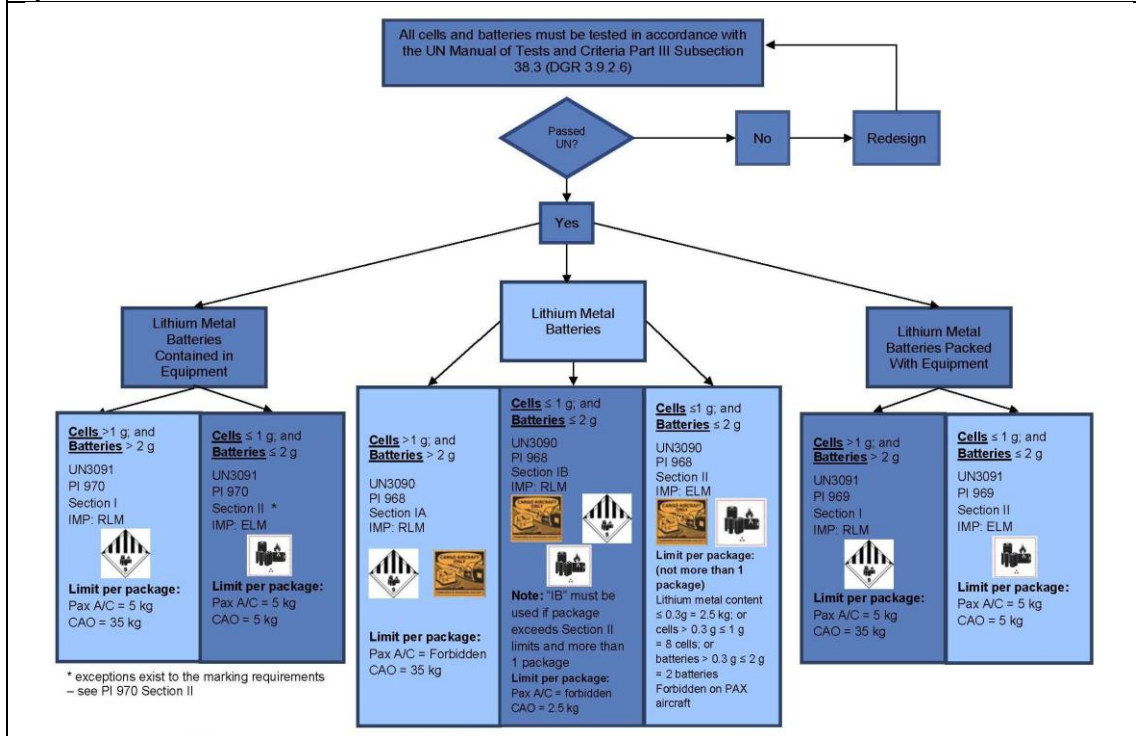 All cells and batteries must be tested in accordance with
the UN Manual of Tests and Criteria Part III Subsection
38.3 (DGR 3.9.2.6)
Passed
UN?
No
Redesign
Yes
Lithium Metal
Batteries
Contained in
Equipment
Lithium Metal
Batteries
Lithium Metal
Batteries Packed
With Equipment
Cells >1 g; and
Batteries > 2 g
UN3091
PI 970
Section I
IMP: RLM
Limit per package:
Pax A/C = 5 kg
CAO = 35 kg
Cells ≤ 1 g; and
Batteries ≤ 2 g
UN3091
PI 970
Section II *
IMP: ELM
Limit per package:
Pax A/C = 5 kg
CAO = 5 kg
* exceptions exist to the marking requirements
– see PI 970 Section II
Cells >1 g; and
Batteries > 2 g
UN3090
PI 968
Section IA
IMP: RLM
CARGO AIRCRAFT
ONLY
Limit per package:
Pax A/C = Forbidden
CAO = 35 kg
Cells ≤ 1 g; and
Batteries ≤ 2 g
UN3090
PI 968
Section IB
IMP: RLM
CARGO AIRCRAFT
ONLY
Note: "IB" must be
used if package
exceeds Section II
limits and more than
1 package
Limit per package:
Pax A/C = forbidden
CAO = 2.5 kg
Cells ≤1 g; and
Batteries ≤ 2 g
UN3090
PI 968
Section II
IMP: ELM
CARGO AIRCRAFT
ONLY
Limit per package:
(not more than 1
package)
Lithium metal content
≤ 0.3g = 2.5 kg; or
cells > 0.3 g ≤ 1 g
= 8 cells; or
batteries > 0.3 g ≤ 2 g
= 2 batteries
Forbidden on PAX
aircraft
Cells >1 g; and
Batteries > 2 g
UN3091
PI 969
Section I
IMP: RLM
Limit per package:
Pax A/C = 5 kg
CAO = 35 kg
Cells ≤ 1 g; and
Batteries ≤ 2 g
UN3091
PI 969
Section II
IMP: ELM
Limit per package:
Pax A/C = 5 kg
CAO = 5 kg